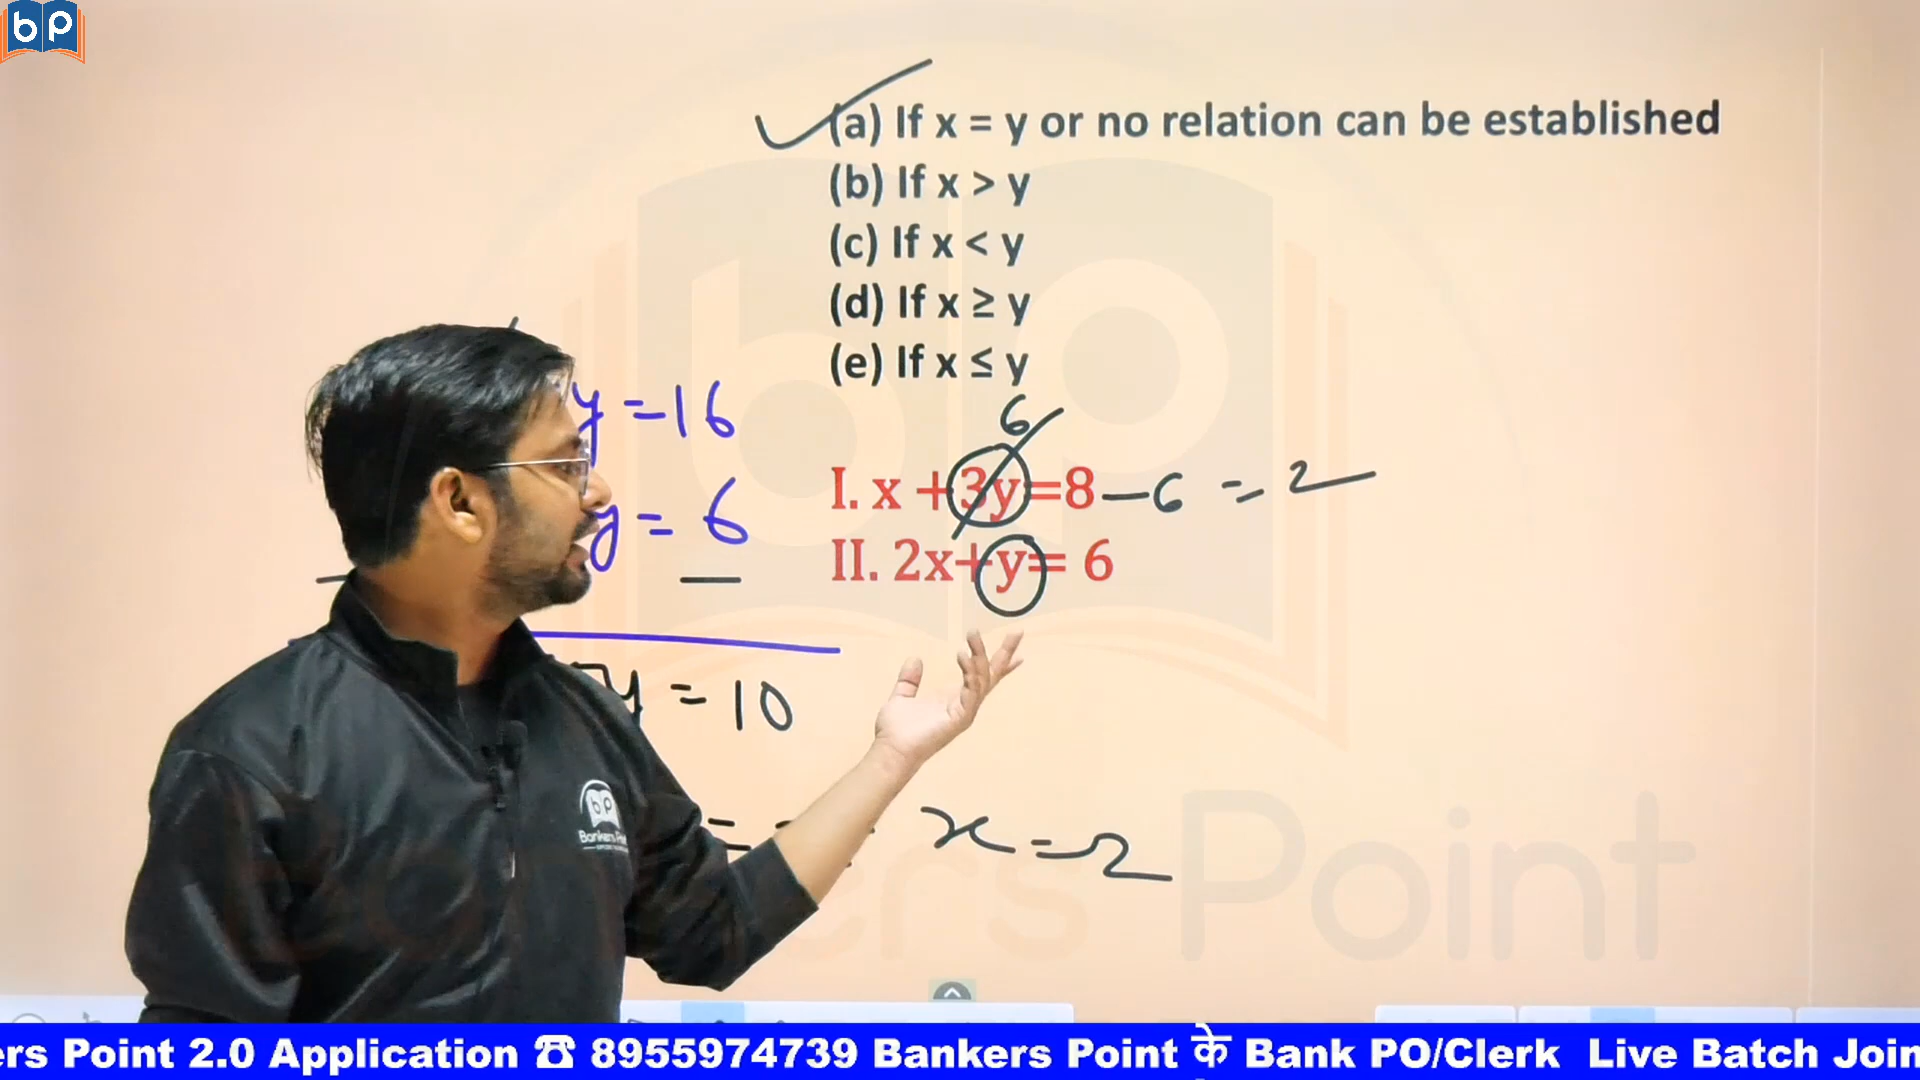 bp
(a) If x = y or no relation can be established
(b) If x > y
(c) If x < y
(d) If x ≥ y
(e) If x ≤ y
y = 16
6
I. x + 3y = 8 - 6 = 2
y = 6
II. 2x+y= 6
y = 10
x = 2
bp
Bankers
Point
ers Point 2.0 Application ☎ 8955974739 Bankers Point के Bank PO/Clerk Live Batch Join